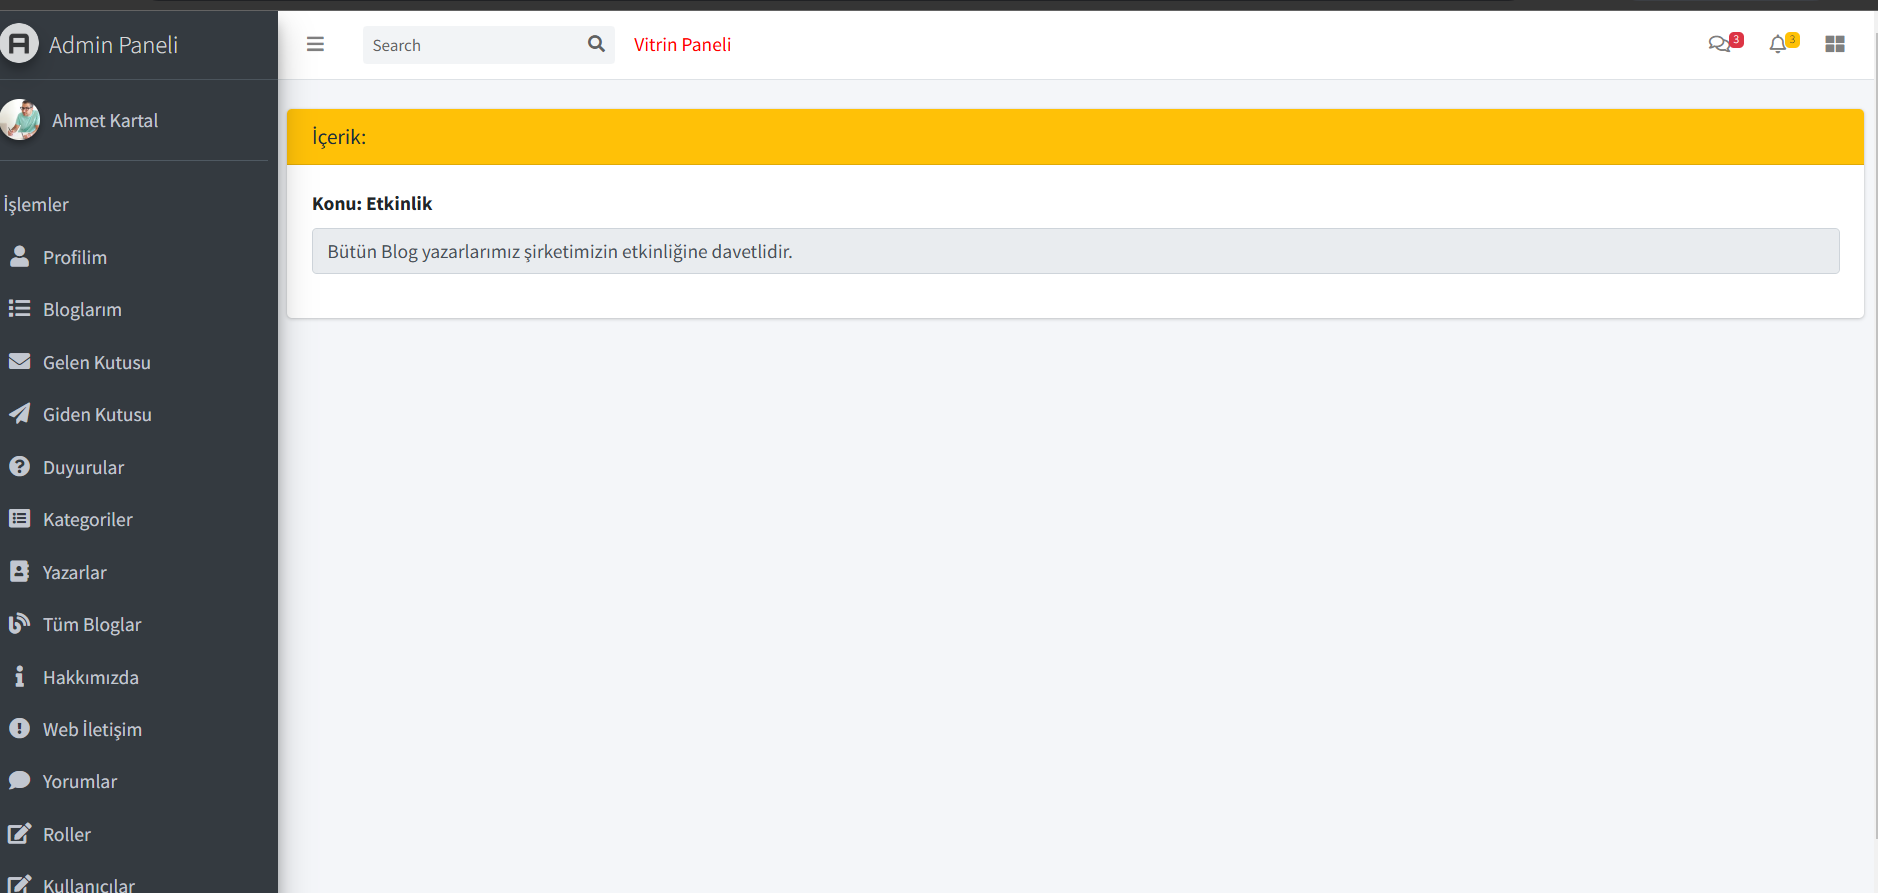 Admin Paneli
Search
Vitrin Paneli
3
3
Ahmet Kartal
İşlemler
Profilim
Bloglarım
Gelen Kutusu
Giden Kutusu
Duyurular
Kategoriler
Yazarlar
Tüm Bloglar
Hakkımızda
Web İletişim
Yorumlar
Roller
Kullanıcılar
İçerik:
Konu: Etkinlik
Bütün Blog yazarlarımız şirketimizin etkinliğine davetlidir.